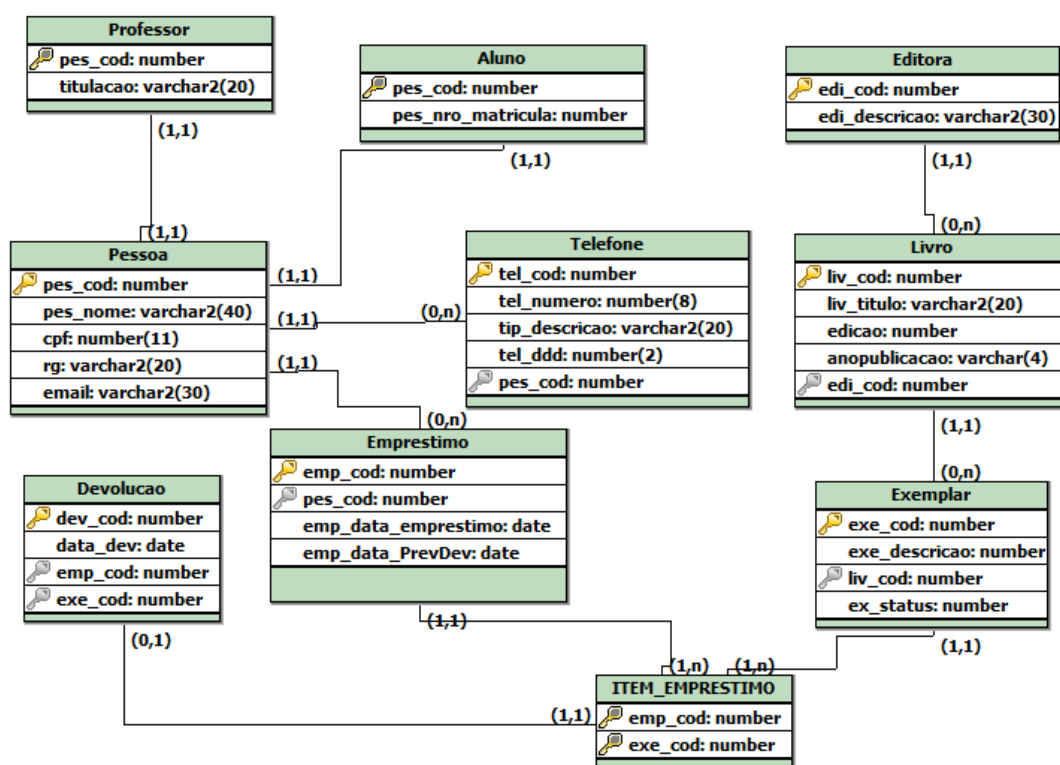 Professor
pes_cod: number
titulacao: varchar2(20)
(1,1)
Aluno
pes_cod: number
pes_nro_matricula: number
(1,1)
Editora
edi_cod: number
edi_descricao: varchar2(30)
(1,1)
(1,1)
Pessoa
pes_cod: number
pes_nome: varchar2(40)
cpf: number(11)
rg: varchar2(20)
email: varchar2(30)
(1,1)
(1,1)
(1,1)
(0,n)
Telefone
tel_cod: number
tel_numero: number(8)
tip_descricao: varchar2(20)
tel_ddd: number(2)
pes_cod: number
(0,n)
Livro
liv_cod: number
liv_titulo: varchar2(20)
edicao: number
anopublicacao: varchar(4)
edi_cod: number
(1,1)
(0,n)
Emprestimo
emp_cod: number
pes_cod: number
emp_data_emprestimo: date
emp_data_PrevDev: date
(1,1)
Devolucao
dev_cod: number
data_dev: date
emp_cod: number
exe_cod: number
(0,1)
(0,n)
Exemplar
exe_cod: number
exe_descricao: number
liv_cod: number
ex_status: number
(1,1)
(1,n)
(1,n)
ITEM_EMPRESTIMO
(1,1)
emp_cod: number
exe_cod: number